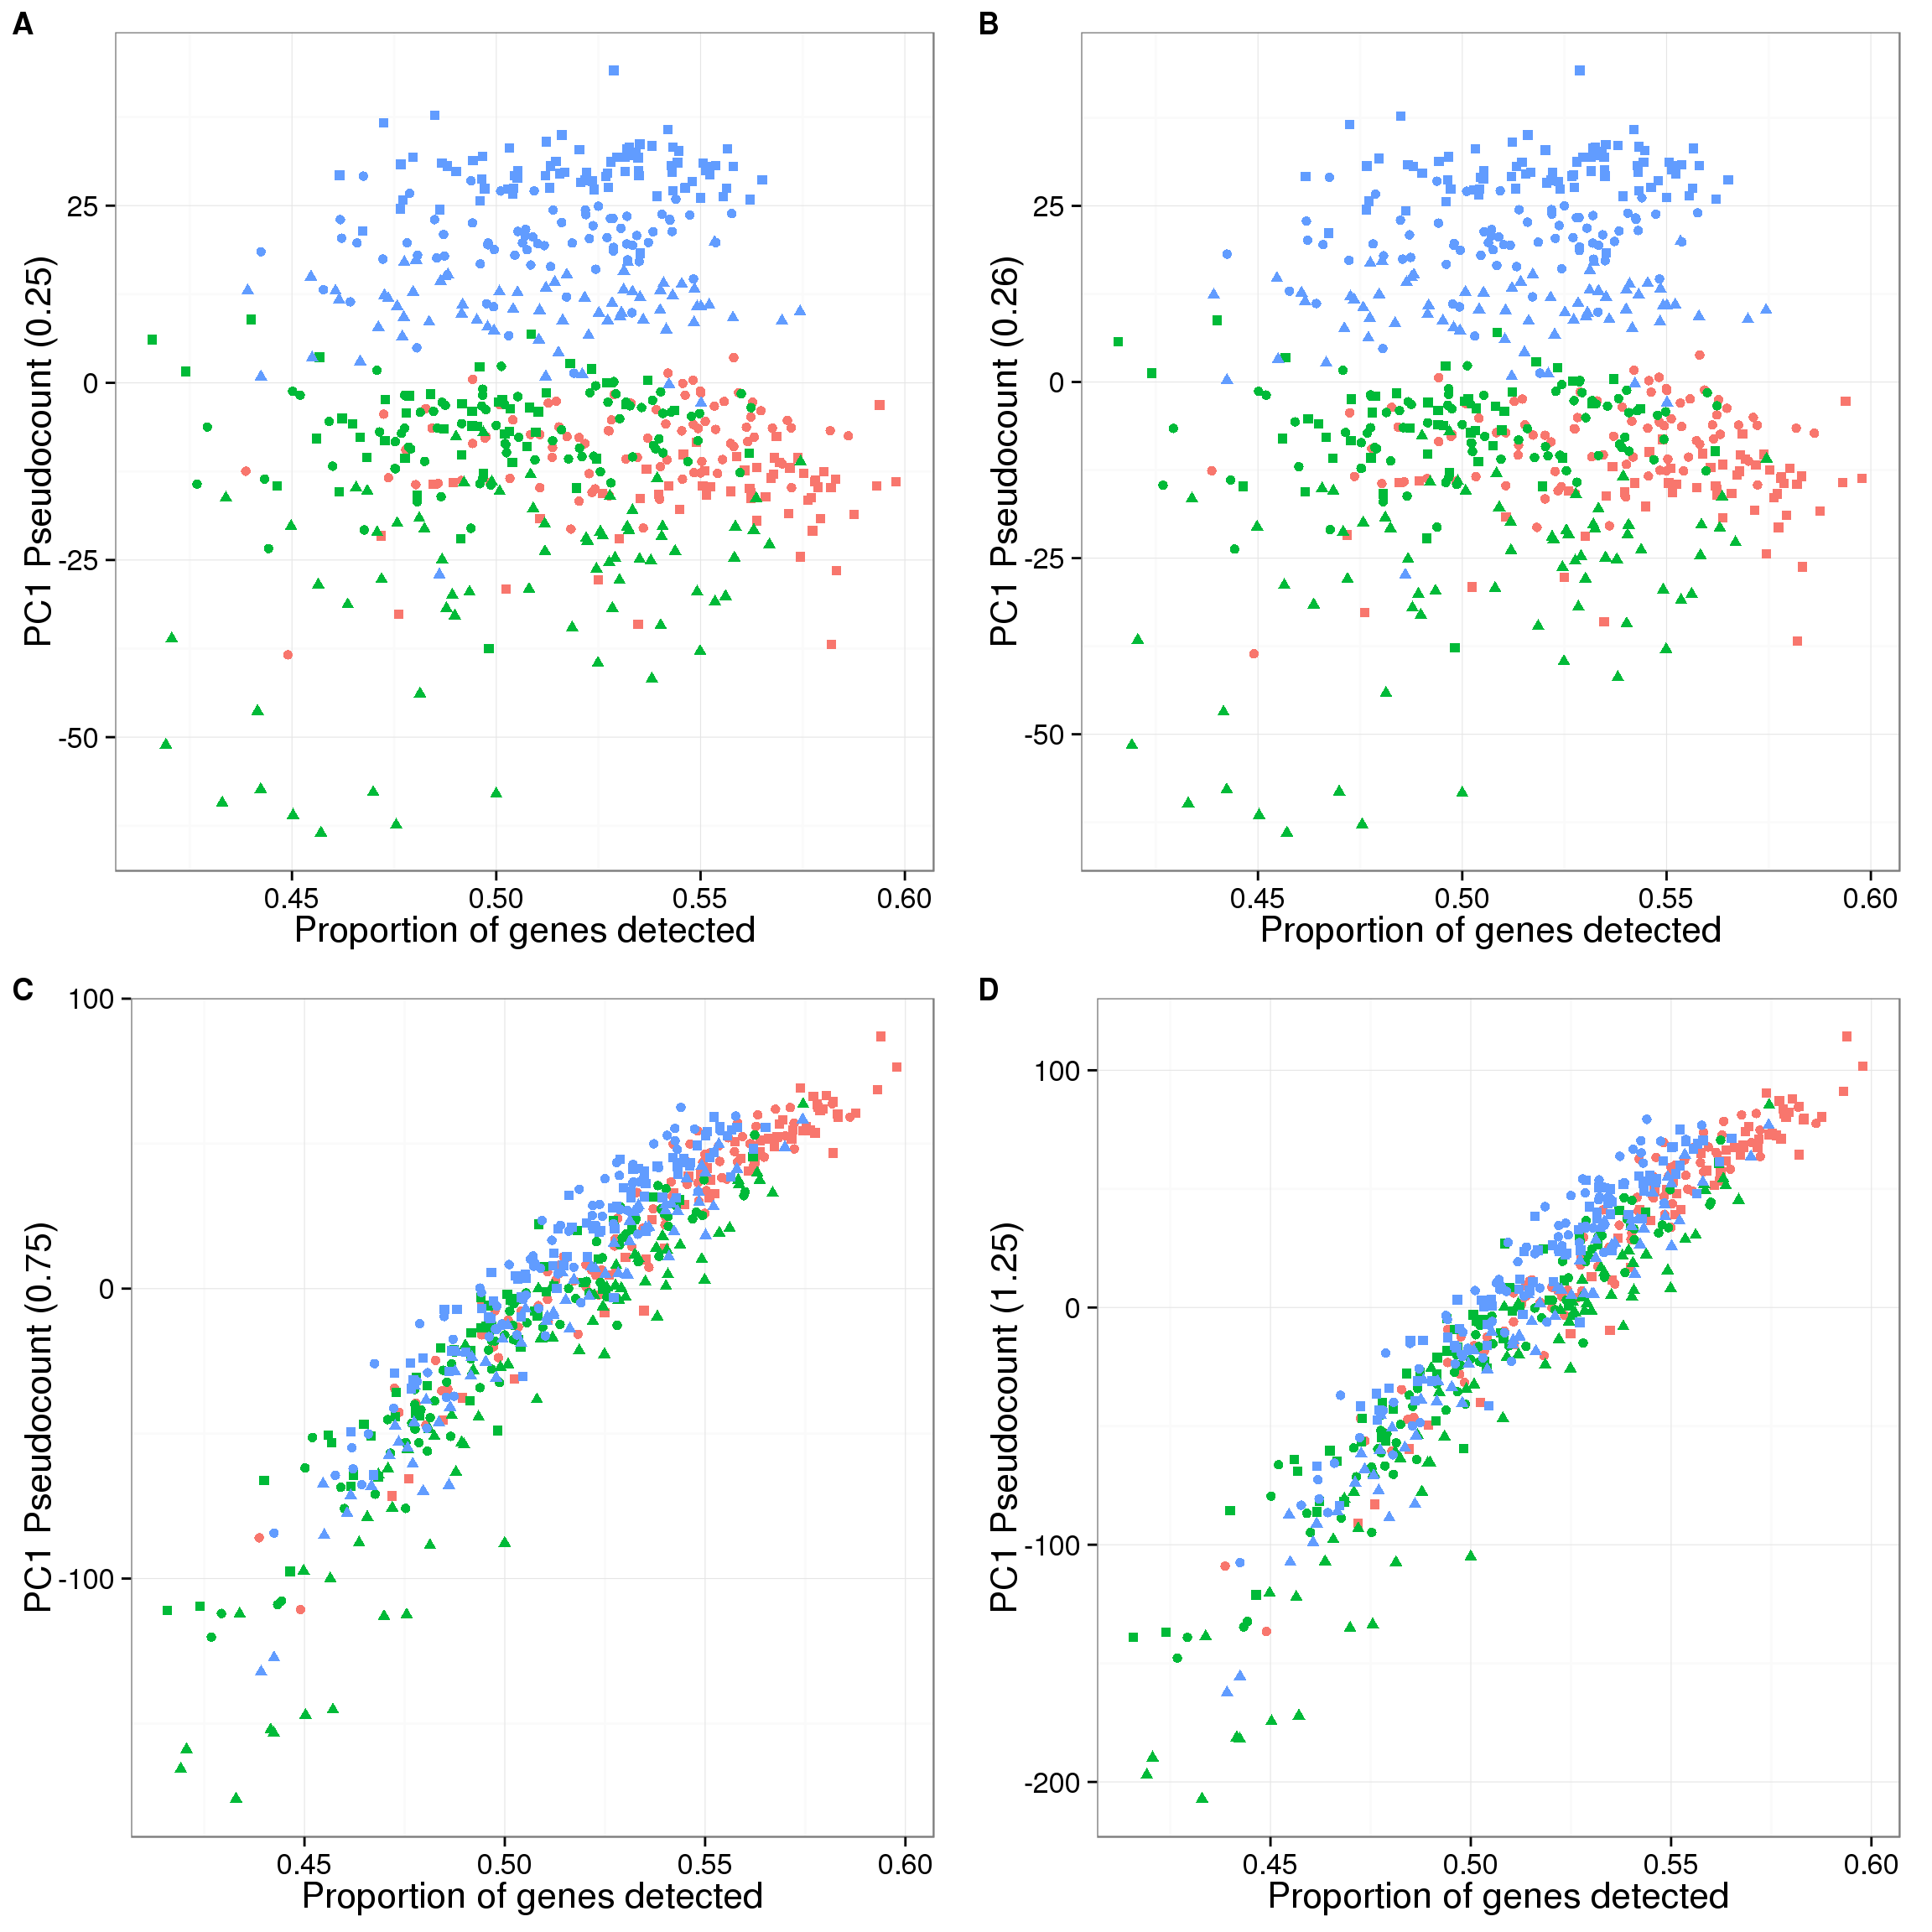 A
PC1 Pseudocount (0.25)
25
0
-25
-50
0.45 0.50 0.55 0.60
Proportion of genes detected
B
PC1 Pseudocount (0.26)
25
0
-25
-50
0.45 0.50 0.55 0.60
Proportion of genes detected
C
PC1 Pseudocount (0.75)
100
0
-100
0.45 0.50 0.55 0.60
Proportion of genes detected
D
PC1 Pseudocount (1.25)
100
0
-100
-200
0.45 0.50 0.55 0.60
Proportion of genes detected